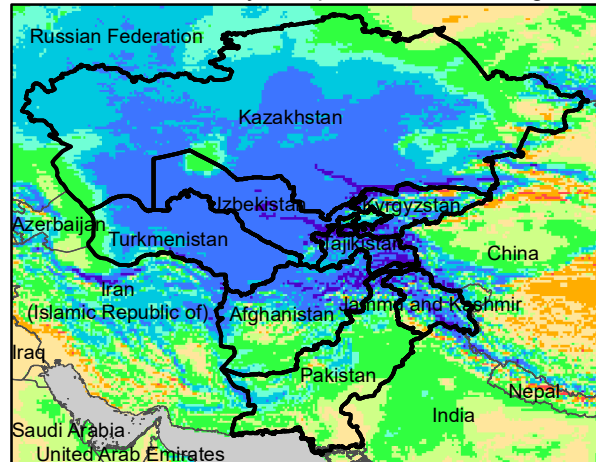 Russian Federation
Kazakhstan
Uzbekistan
Kyrgyzstan
Azerbaijan
Turkmenistan
Tajikistan
China
Iran
(Islamic Republic of)
Afghanistan
Jammu and Kashmir
Iraq
Pakistan
Nepal
India
Saudi Arabia
United Arab Emirates